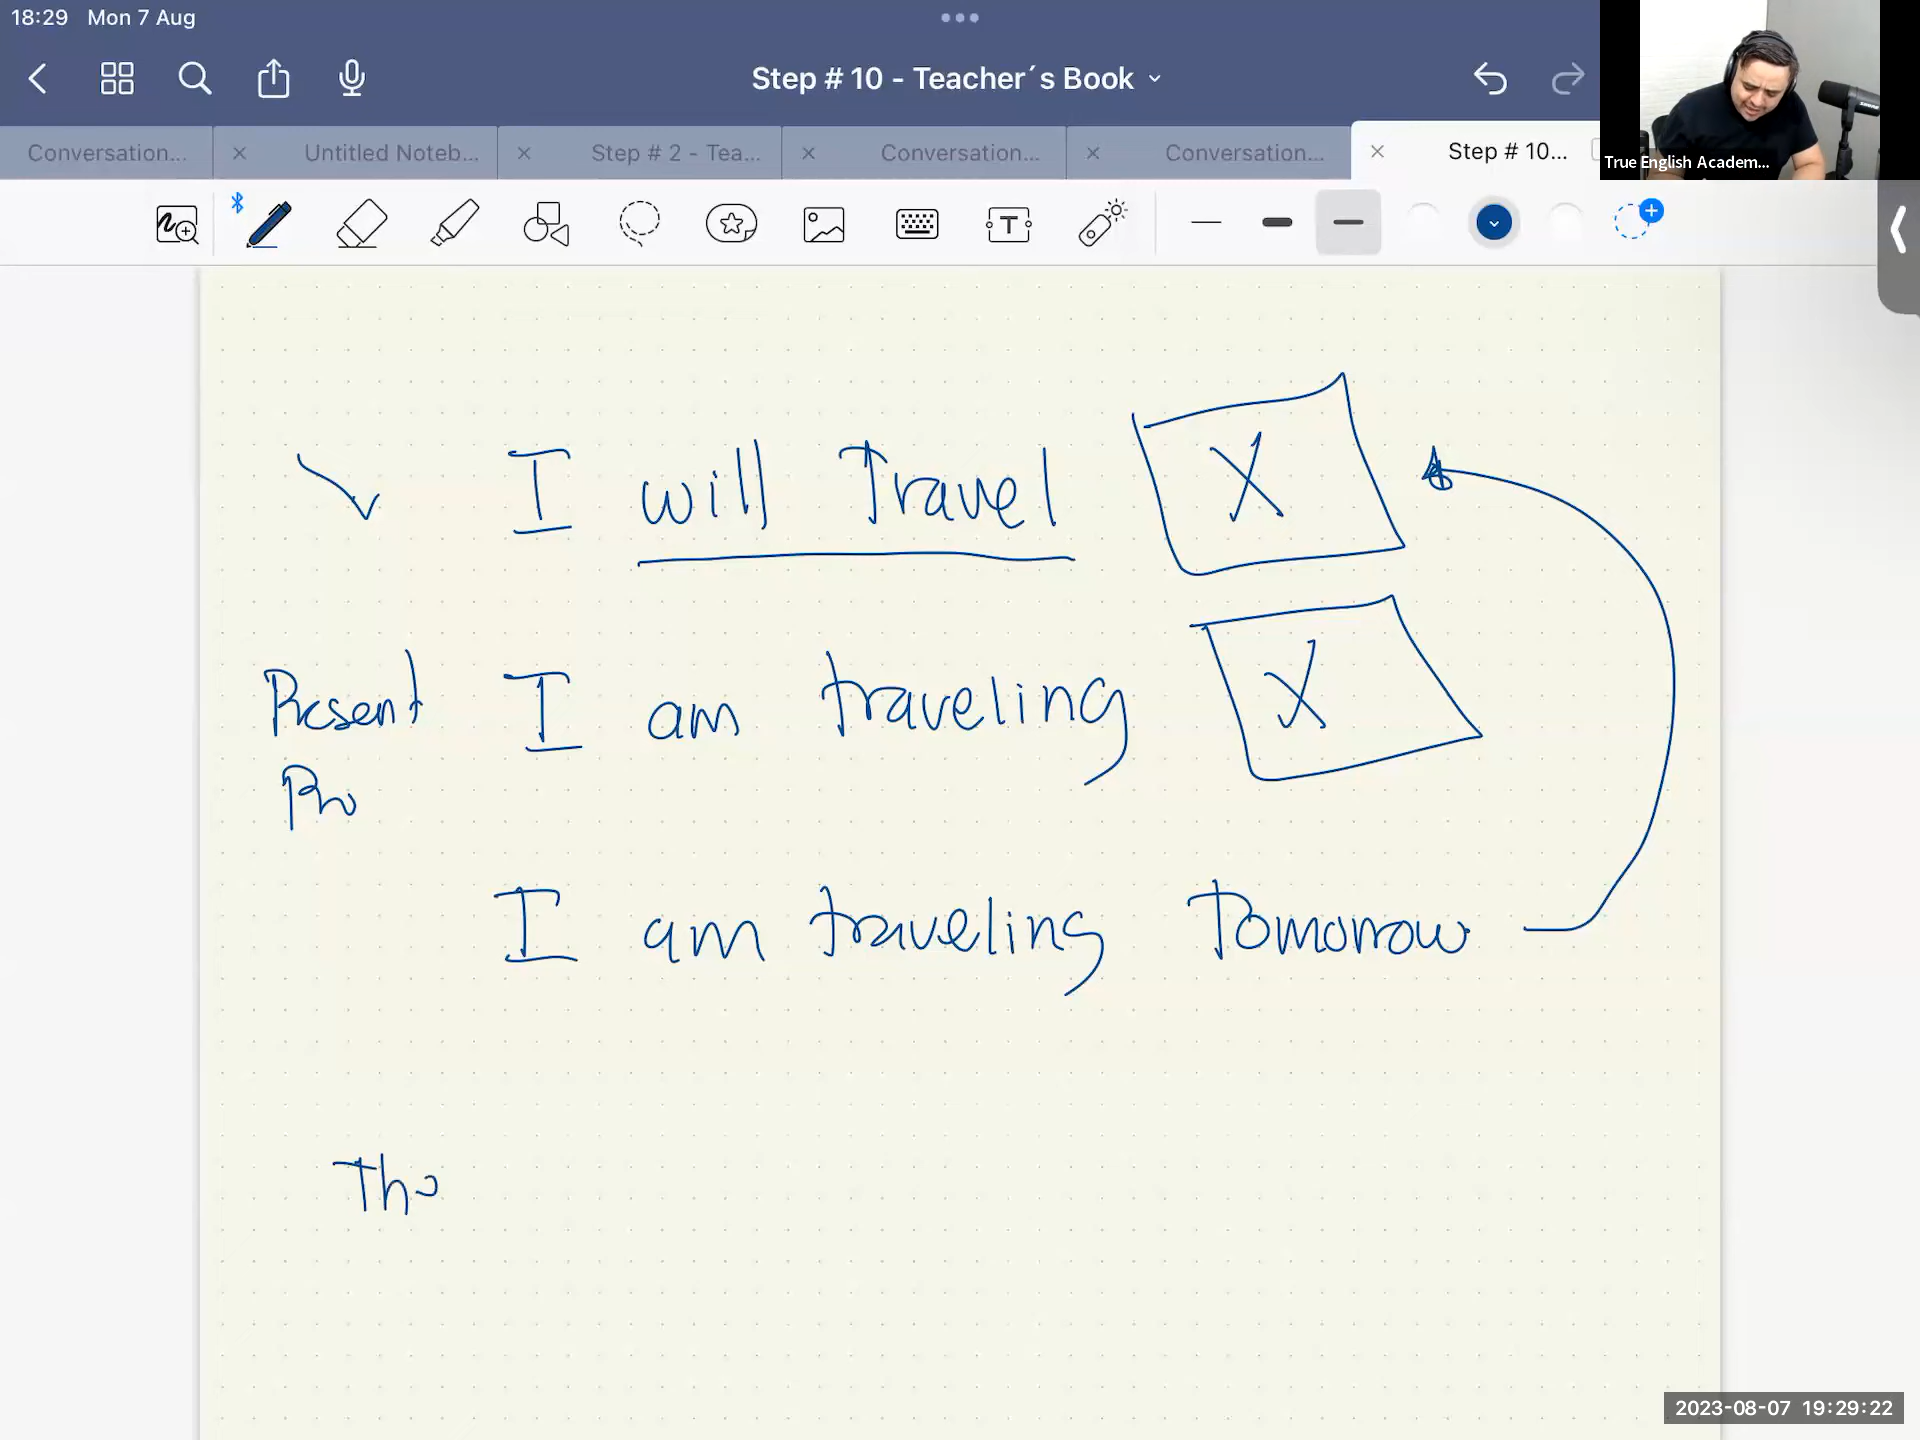 18:29 Mon 7 Aug
Step # 10 - Teacher´s Book
True English Academ...
Conversation...
Untitled Noteb...
Step # 2 - Tea...
Conversation...
Conversation...
Step # 10...
I will Travel X
Present I am traveling X
Pro
I am traveling Tomorrow
2023-08-07 19:29:22